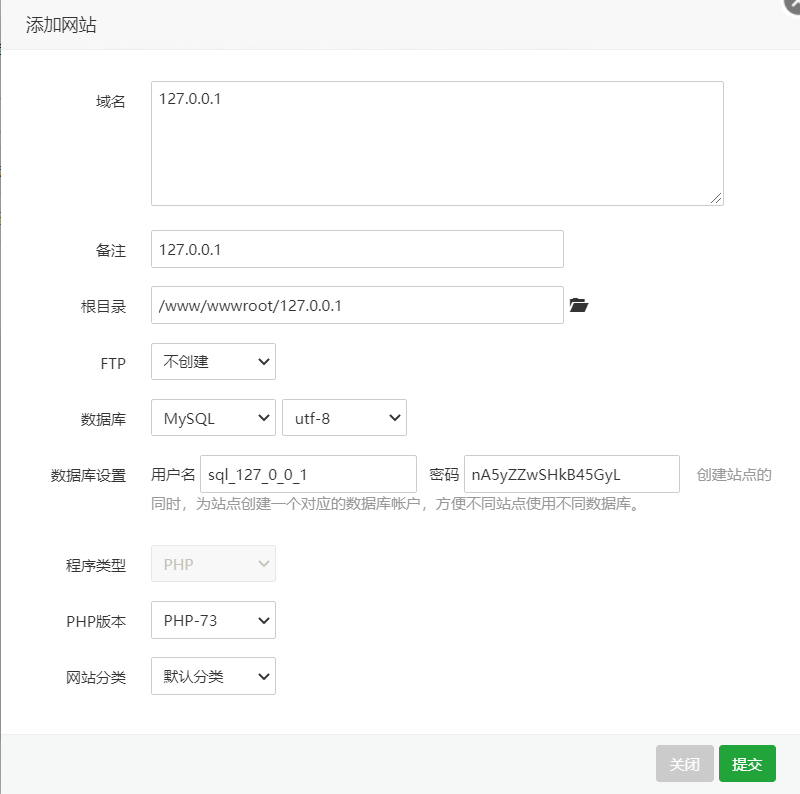 添加网站
域名 127.0.0.1
备注 127.0.0.1
根目录 /www/wwwroot/127.0.0.1
FTP 不创建
数据库 MySQL utf-8
数据库设置 用户名 sql_127_0_0_1 密码 nA5yZZwSHkB45GyL 创建站点的
同时，为站点创建一个对应的数据库帐户，方便不同站点使用不同数据库。
程序类型 PHP
PHP版本 PHP-73
网站分类 默认分类
关闭 提交